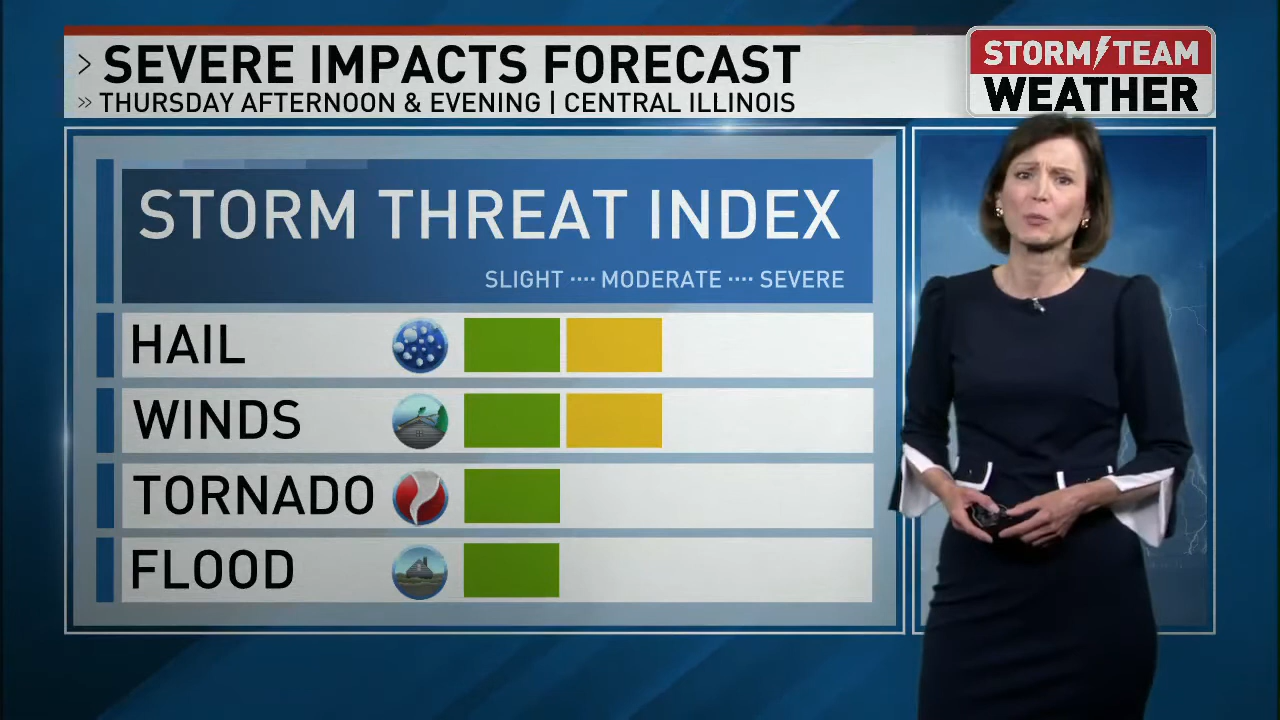 > SEVERE IMPACTS FORECAST
» THURSDAY AFTERNOON & EVENING | CENTRAL ILLINOIS
STORM TEAM
WEATHER
STORM THREAT INDEX
SLIGHT ···· MODERATE ···· SEVERE
HAIL
WINDS
TORNADO
FLOOD